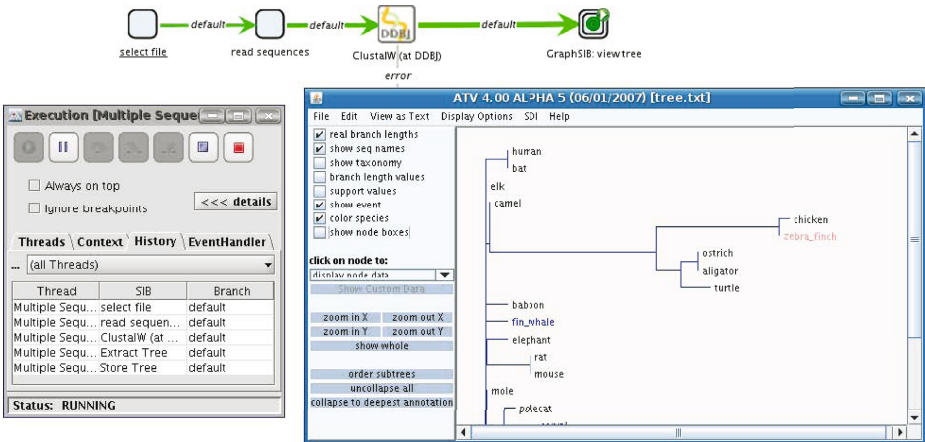 default
default
default
DDBJ
select file
read sequences
ClustalW (at DDBJ)
GraphSIB: view tree
error
Execution [Multiple Seque
Always on top
Ignore breakpoints
<<< details
Threads
Context
History
EventHandler
... (all Threads)
Thread SIB Branch
Multiple Sequ... select file default
Multiple Sequ... read sequen... default
Multiple Sequ... ClustalW (at ... default
Multiple Sequ... Extract Tree default
Multiple Sequ... Store Tree default
Status: RUNNING
ATV 4.00 ALPHA 5 (06/01/2007) [tree.txt]
File Edit View as Text Display Options SDI Help
real branch lengths
show seq names
show taxonomy
branch length values
support values
show event
color species
show node boxes
click on node to:
display node data
Show Custom Data
zoom in X zoom out X
zoom in Y zoom out Y
show whole
order subtrees
uncollapse all
collapse to deepest annotation
human
bat
elk
camel
chicken
zebra_finch
ostrich
aligator
turtle
baboon
fin_whale
elephant
rat
mouse
mole
polecat